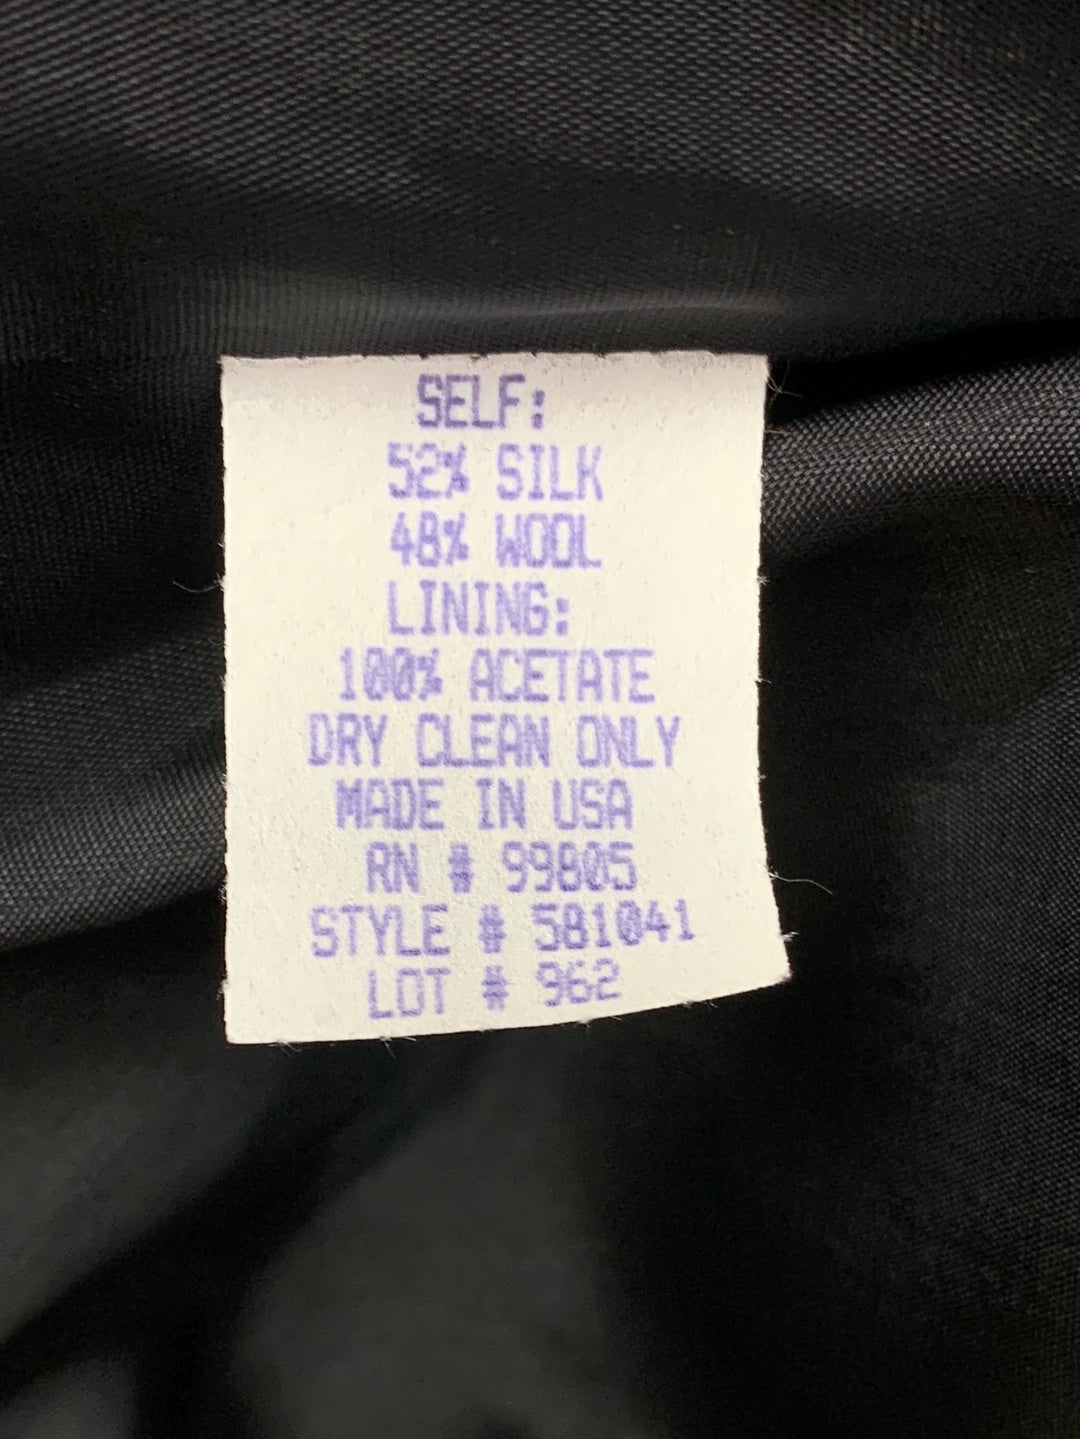 SELF:
52% SILK
48% WOOL
LINING:
100% ACETATE
DRY CLEAN ONLY
MADE IN USA
RN # 99805
STYLE # 581041
LOT # 962